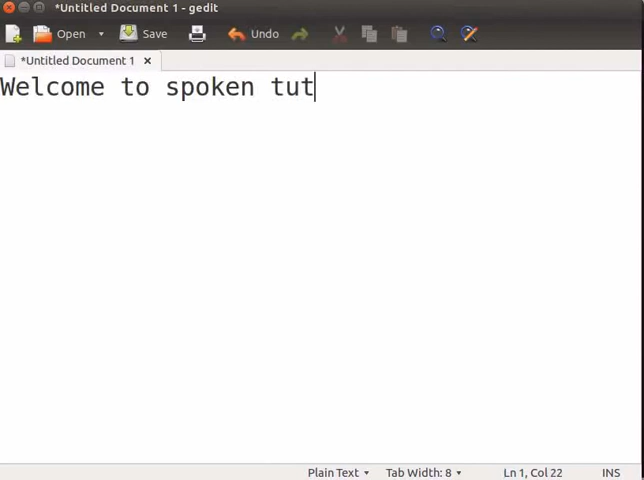 *Untitled Document 1 - gedit
Open Save Undo
*Untitled Document 1
Welcome to spoken tut
Plain Text Tab Width: 8 Ln 1, Col 22 INS